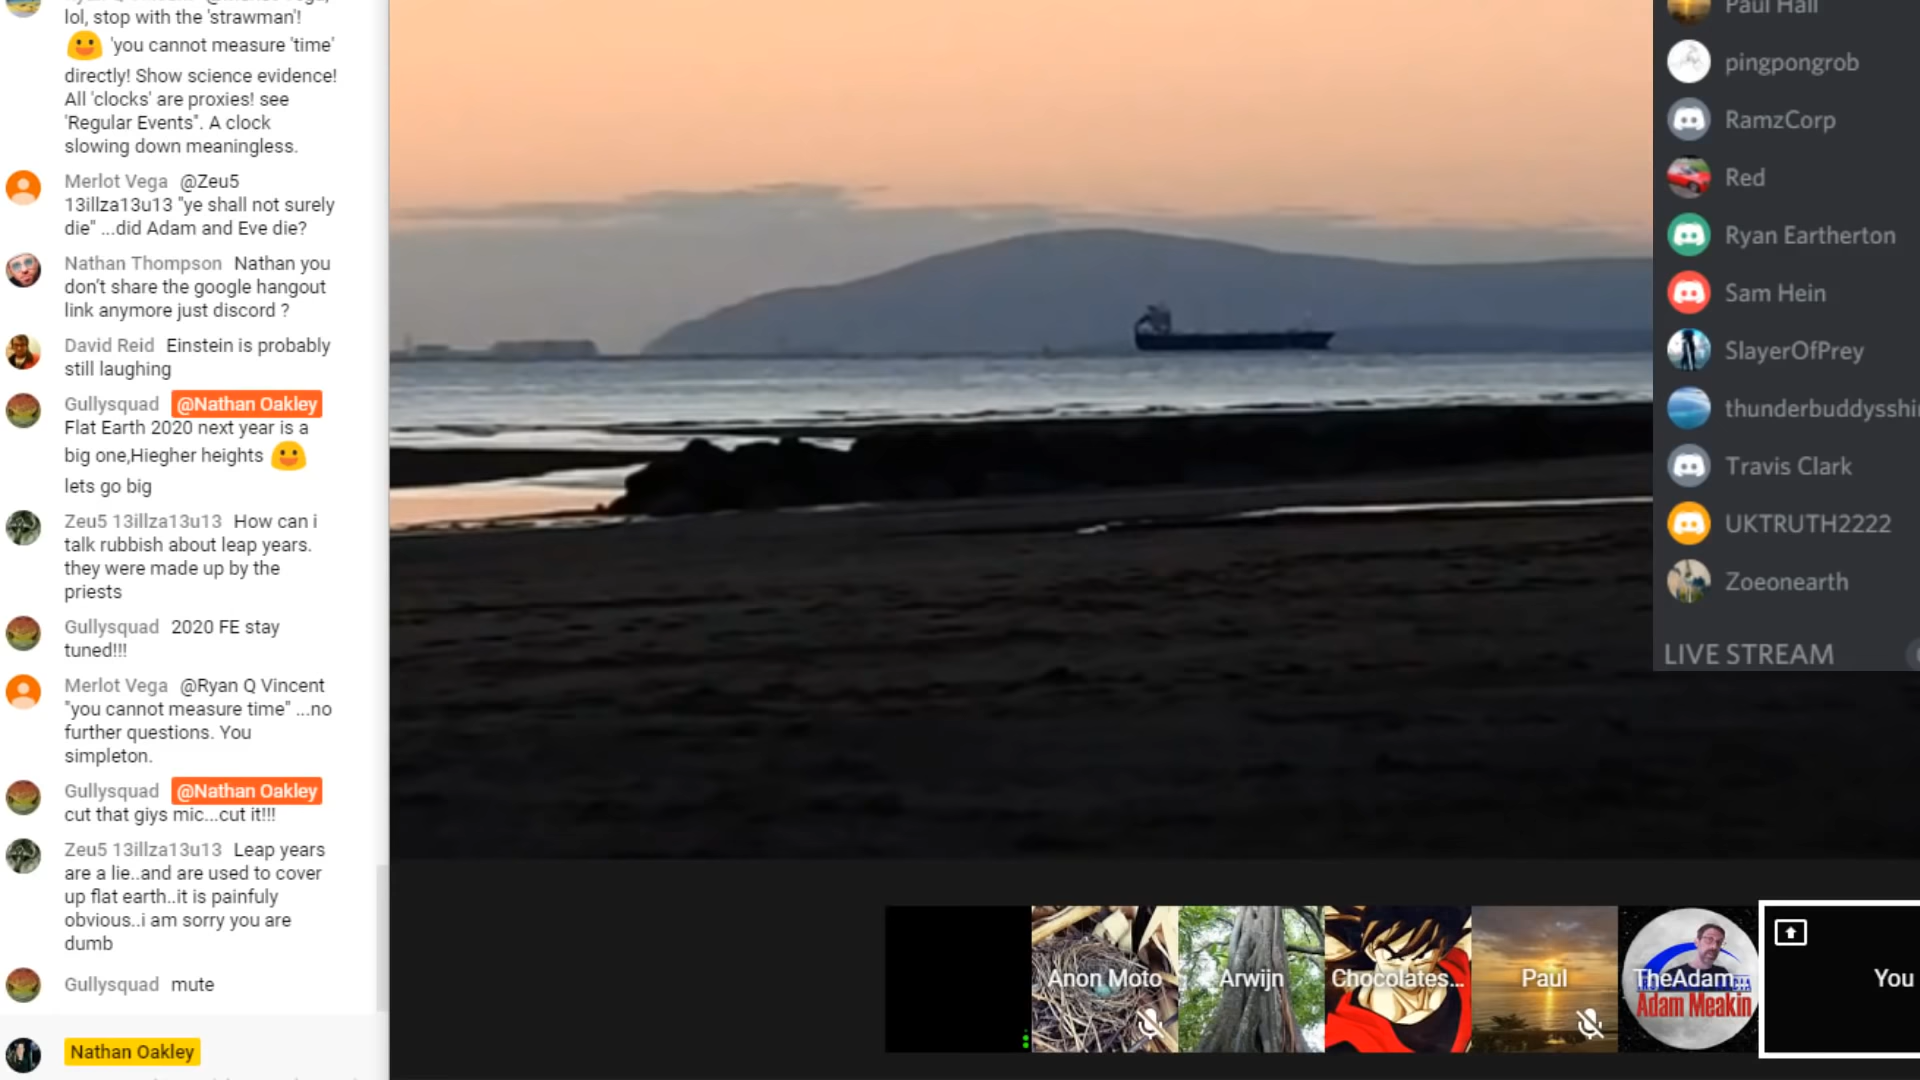 lol, stop with the 'strawman'!
'you cannot measure 'time'
directly! Show science evidence!
All 'clocks' are proxies! see
'Regular Events". A clock
slowing down meaningless.
Merlot Vega @Zeu5
13illza13u13 "ye shall not surely
die" ...did Adam and Eve die?
Nathan Thompson Nathan you
don't share the google hangout
link anymore just discord ?
David Reid Einstein is probably
still laughing
Gullysquad @Nathan Oakley
Flat Earth 2020 next year is a
big one,Hiegher heights
lets go big
Zeu5 13illza13u13 How can i
talk rubbish about leap years.
they were made up by the
priests
Gullysquad 2020 FE stay
tuned!!!
Merlot Vega @Ryan Q Vincent
"you cannot measure time" ...no
further questions. You
simpleton.
Gullysquad @Nathan Oakley
cut that giys mic...cut it!!!
Zeu5 13illza13u13 Leap years
are a lie..and are used to cover
up flat earth..it is painfuly
obvious..i am sorry you are
dumb
Gullysquad mute
Nathan Oakley
Paul Hall
pingpongrob
RamzCorp
Red
Ryan Eartherton
Sam Hein
SlayerOfPrey
thunderbuddysshi
Travis Clark
UKTRUTH2222
Zoeonearth
LIVE STREAM
Anon Moto
Arwijn
Chocolates...
Paul
TheAdam...
Adam Meakin
You